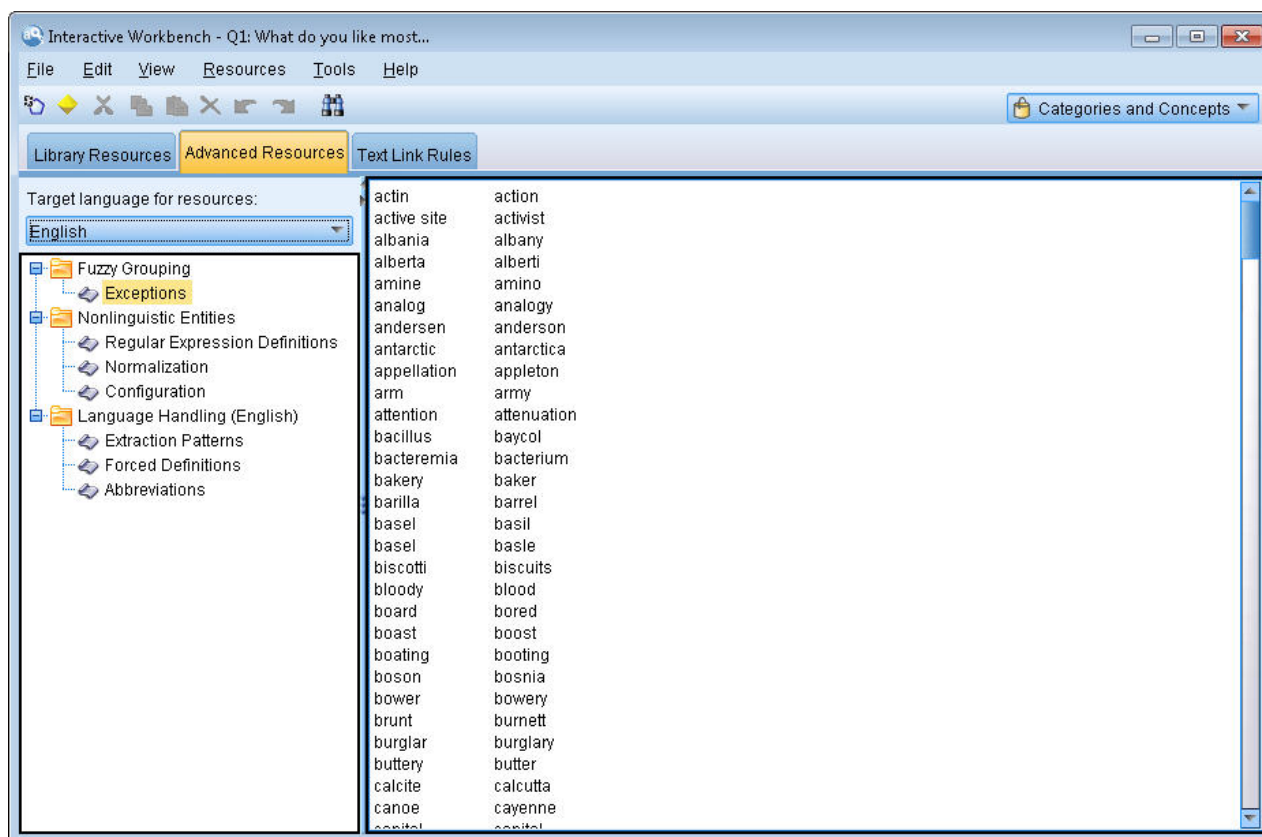 Interactive Workbench - Q1: What do you like most...
File Edit View Resources Tools Help
Categories and Concepts
Library Resources Advanced Resources Text Link Rules
Target language for resources:
English
Fuzzy Grouping
Exceptions
Nonlinguistic Entities
Regular Expression Definitions
Normalization
Configuration
Language Handling (English)
Extraction Patterns
Forced Definitions
Abbreviations
actin action
active site activist
albania albany
alberta alberti
amine amino
analog analogy
andersen anderson
antarctic antarctica
appellation appleton
arm army
attention attenuation
bacillus baycol
bacteremia bacterium
bakery baker
barilla barrel
basel basil
basel basle
biscotti biscuits
bloody blood
board bored
boast boost
boating booting
boson bosnia
bower bowery
brunt burnett
burglar burglary
buttery butter
calcite calcutta
canoe cayenne